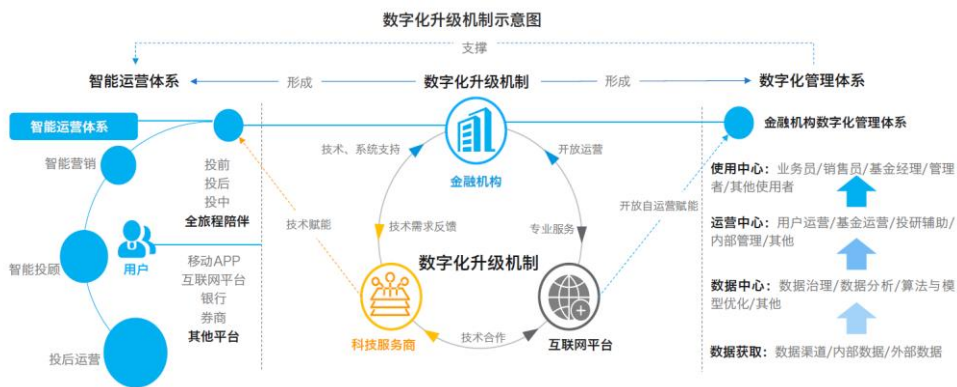 数字化升级机制示意图
支撑
智能运营体系
形成
数字化升级机制
形成
数字化管理体系
智能运营体系
智能营销
投前
投后
投中
全旅程陪伴
用户
智能投顾
移动APP
互联网平台
银行
券商
其他平台
投后运营
技术、系统支持
开放运营
金融机构
技术赋能
技术需求反馈
专业服务
开放自运营赋能
数字化升级机制
科技服务商
技术合作
互联网平台
金融机构数字化管理体系
使用中心：业务员/销售员/基金经理/管理
者/其他使用者
运营中心：用户运营/基金运营/投研辅助/
内部管理/其他
数据中心：数据治理/数据分析/算法与模
型优化/其他
数据获取：数据渠道/内部数据/外部数据